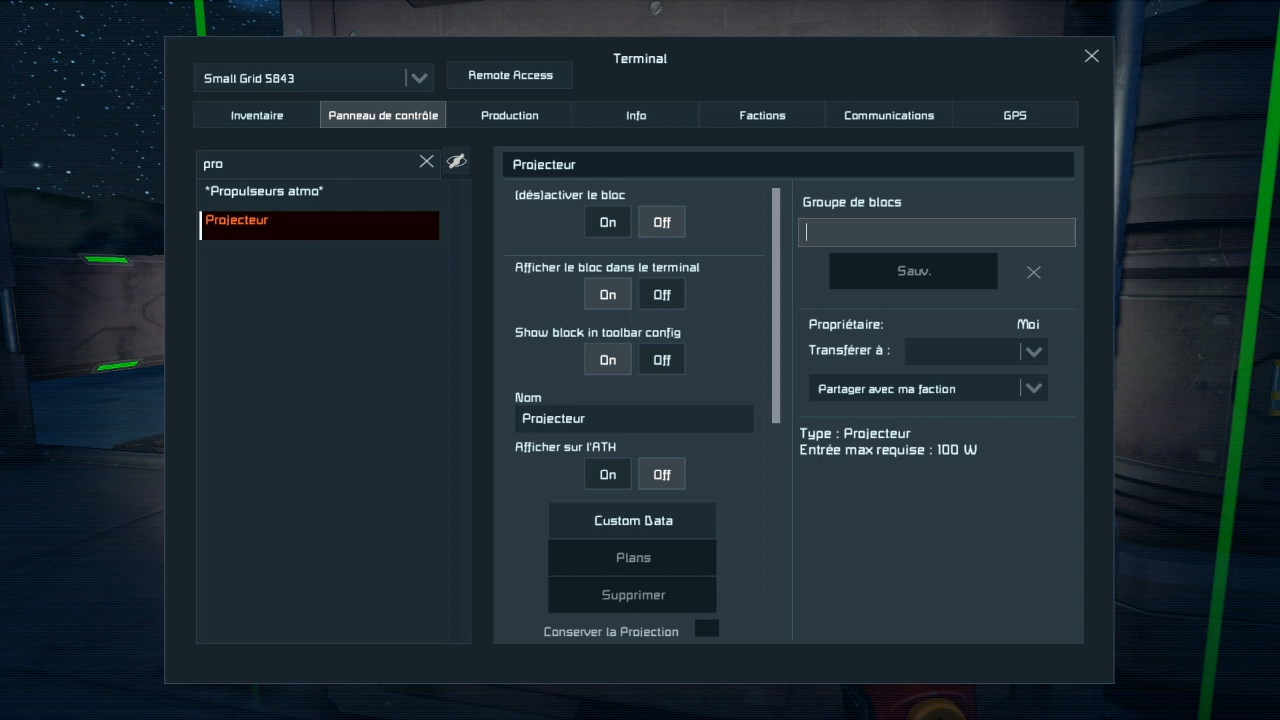 Terminal
Small Grid 5843
Remote Access
Inventaire
Panneau de contrôle
Production
Info
Factions
Communications
GPS
pro
*Propulseurs atmo*
Projecteur
Projecteur
(dés)activer le bloc
On
Off
Afficher le bloc dans le terminal
On
Off
Show block in toolbar config
On
Off
Nom
Projecteur
Afficher sur l'ATH
On
Off
Custom Data
Plans
Supprimer
Conserver la Projection
Groupe de blocs
Sauv.
Propriétaire:
Moi
Transférer à :
Partager avec ma faction
Type : Projecteur
Entrée max requise : 100 W